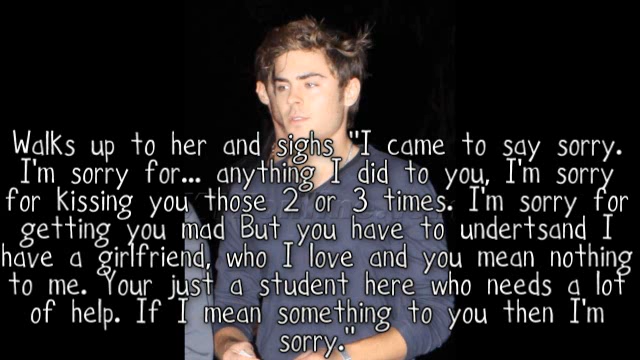 Walks up to her and sighs "I came to say sorry.
I'm sorry for... anything I did to you, I'm sorry
for kissing you those 2 or 3 times. I'm sorry for
getting you mad But you have to undertsand I
have a girlfriend, who I love and you mean nothing
to me. Your just a student here who needs a lot
of help. If I mean something to you then I'm
sorry."